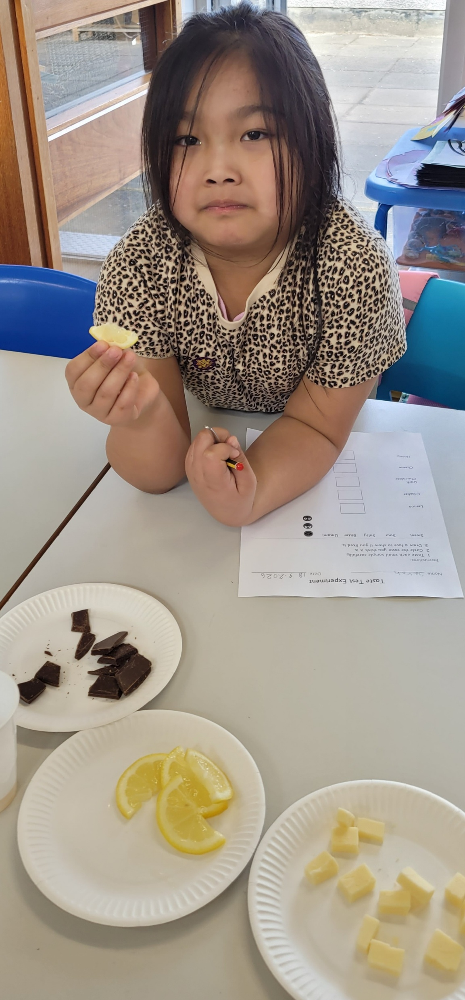 Taste Test Experiment
Name: Sarah Date: 18.3.2026
Instructions:
1. Taste each small sample carefully
2. Circle the taste you think it is
3. Draw a face to show if you liked it
Sweet Sour Salty Bitter Umami
Lemon
Cracker
Dark
Chocolate
Cheese
Honey